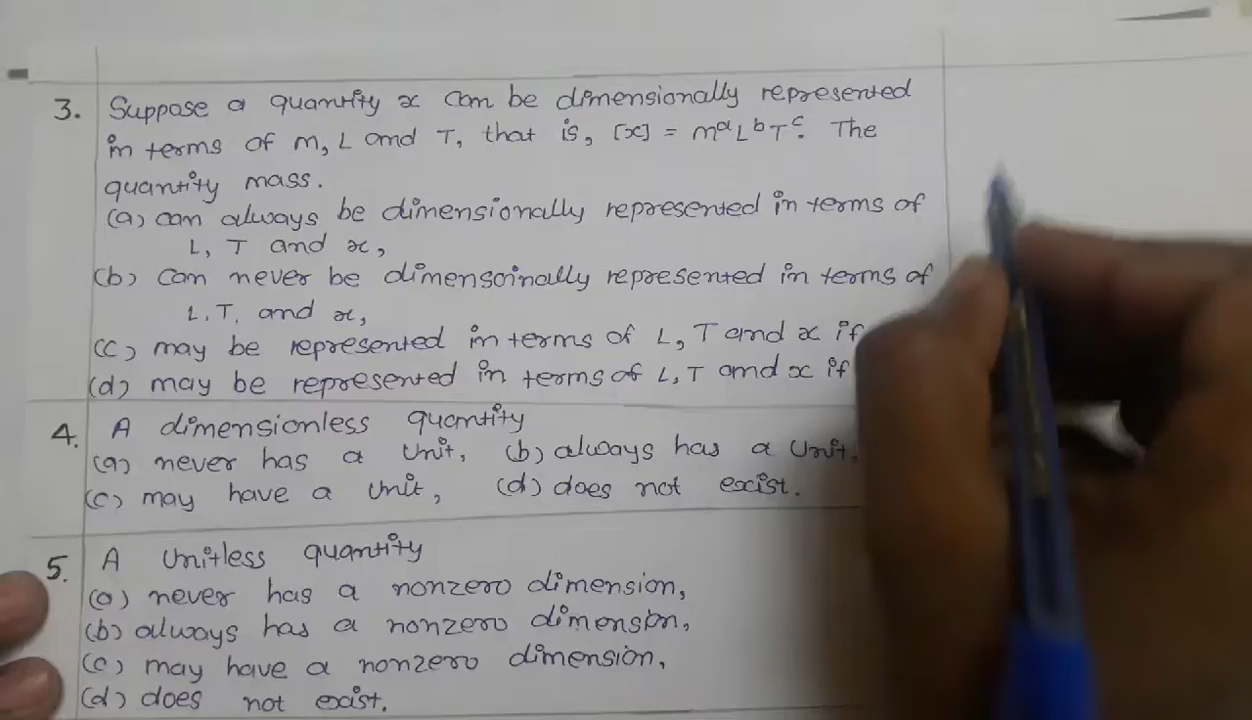 3. Suppose a quantity x can be dimensionally represented
in terms of M, L and T, that is, [x] = MᵃLᵇTᶜ. The
quantity mass.
(a) can always be dimensionally represented in terms of
L, T and x,
(b) can never be dimensoinally represented in terms of
L. T. and x,
(c) may be represented in terms of L, T and x if
(d) may be represented in terms of L, T and x if
4. A dimensionless quantity
(a) never has a unit, (b) always has a unit.
(c) may have a unit, (d) does not exist.
5. A unitless quantity
(a) never has a nonzero dimension,
(b) always has a nonzero dimension,
(c) may have a nonzero dimension,
(d) does not exist.